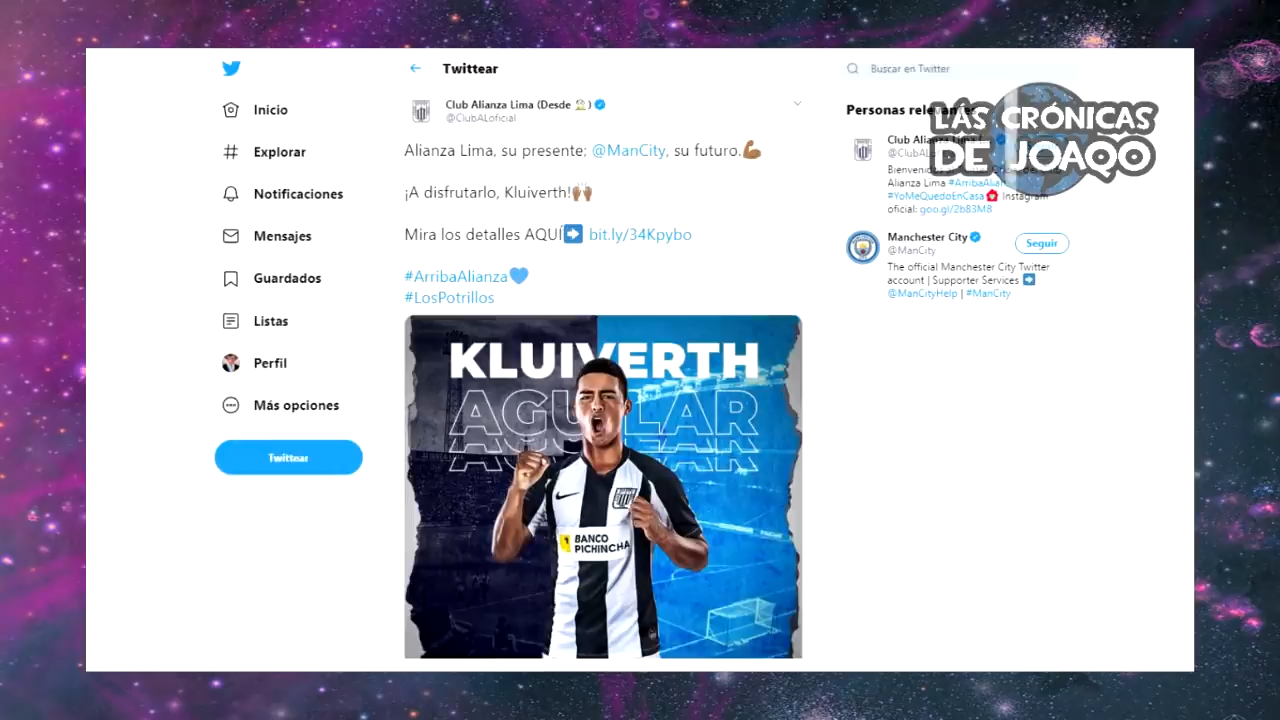 Inicio
Explorar
Notificaciones
Mensajes
Guardados
Listas
Perfil
Más opciones
Twittear
Twittear
Club Alianza Lima (Desde
@ClubALoficial
Alianza Lima, su presente; @ManCity, su futuro.
¡A disfrutarlo, Kluiverth!
Mira los detalles AQUÍ bit.ly/34Kpybo
#ArribaAlianza
#LosPotrillos
KLUIVERTH
AGUILAR
BANCO
PICHINCHA
Buscar en Twitter
Personas
LAS CRÓNICAS
DE JOAQO
Club Alianza Lima
@ClubAL
Alianza Lima
#YoMeQuedoEnCasa Instagram
oficial: goo.gl/2b83M8
Manchester City
@ManCity
Seguir
The official Manchester City Twitter
account | Supporter Services
@ManCityHelp | #ManCity